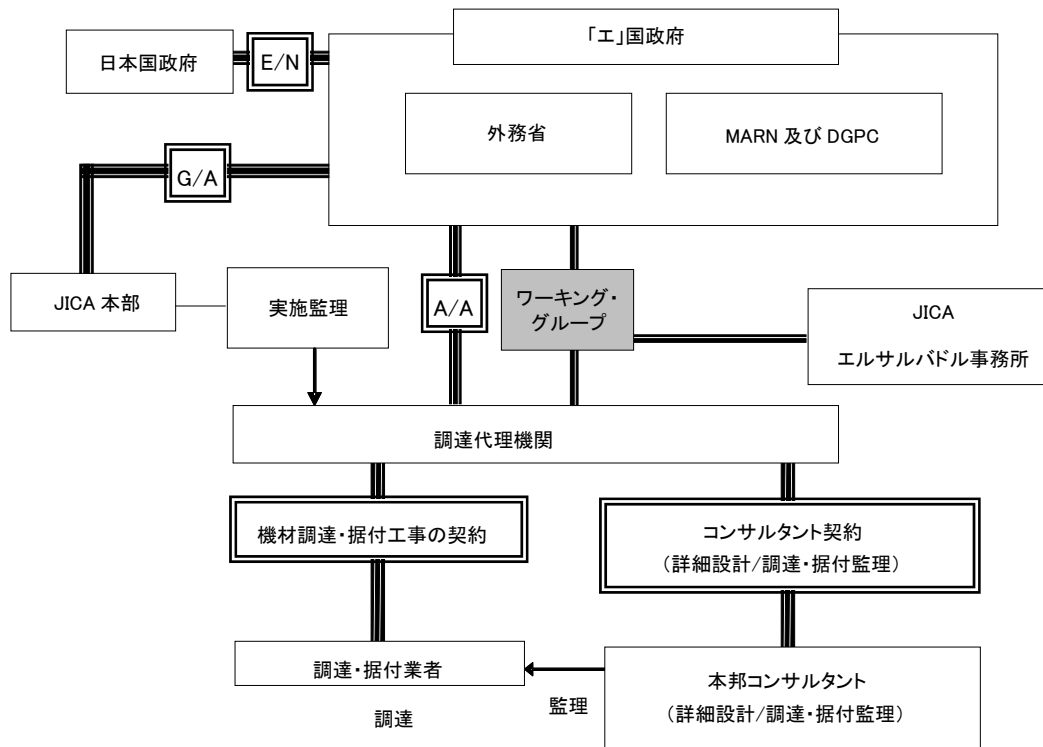 「エ」国政府
日本国政府
E/N
外務省
MARN 及び DGPC
G/A
JICA 本部
実施監理
A/A
ワーキング・
グループ
JICA
エルサルバドル事務所
調達代理機関
機材調達・据付工事の契約
コンサルタント契約
(詳細設計/調達・据付監理)
調達・据付業者
調達
監理
本邦コンサルタント
(詳細設計/調達・据付監理)